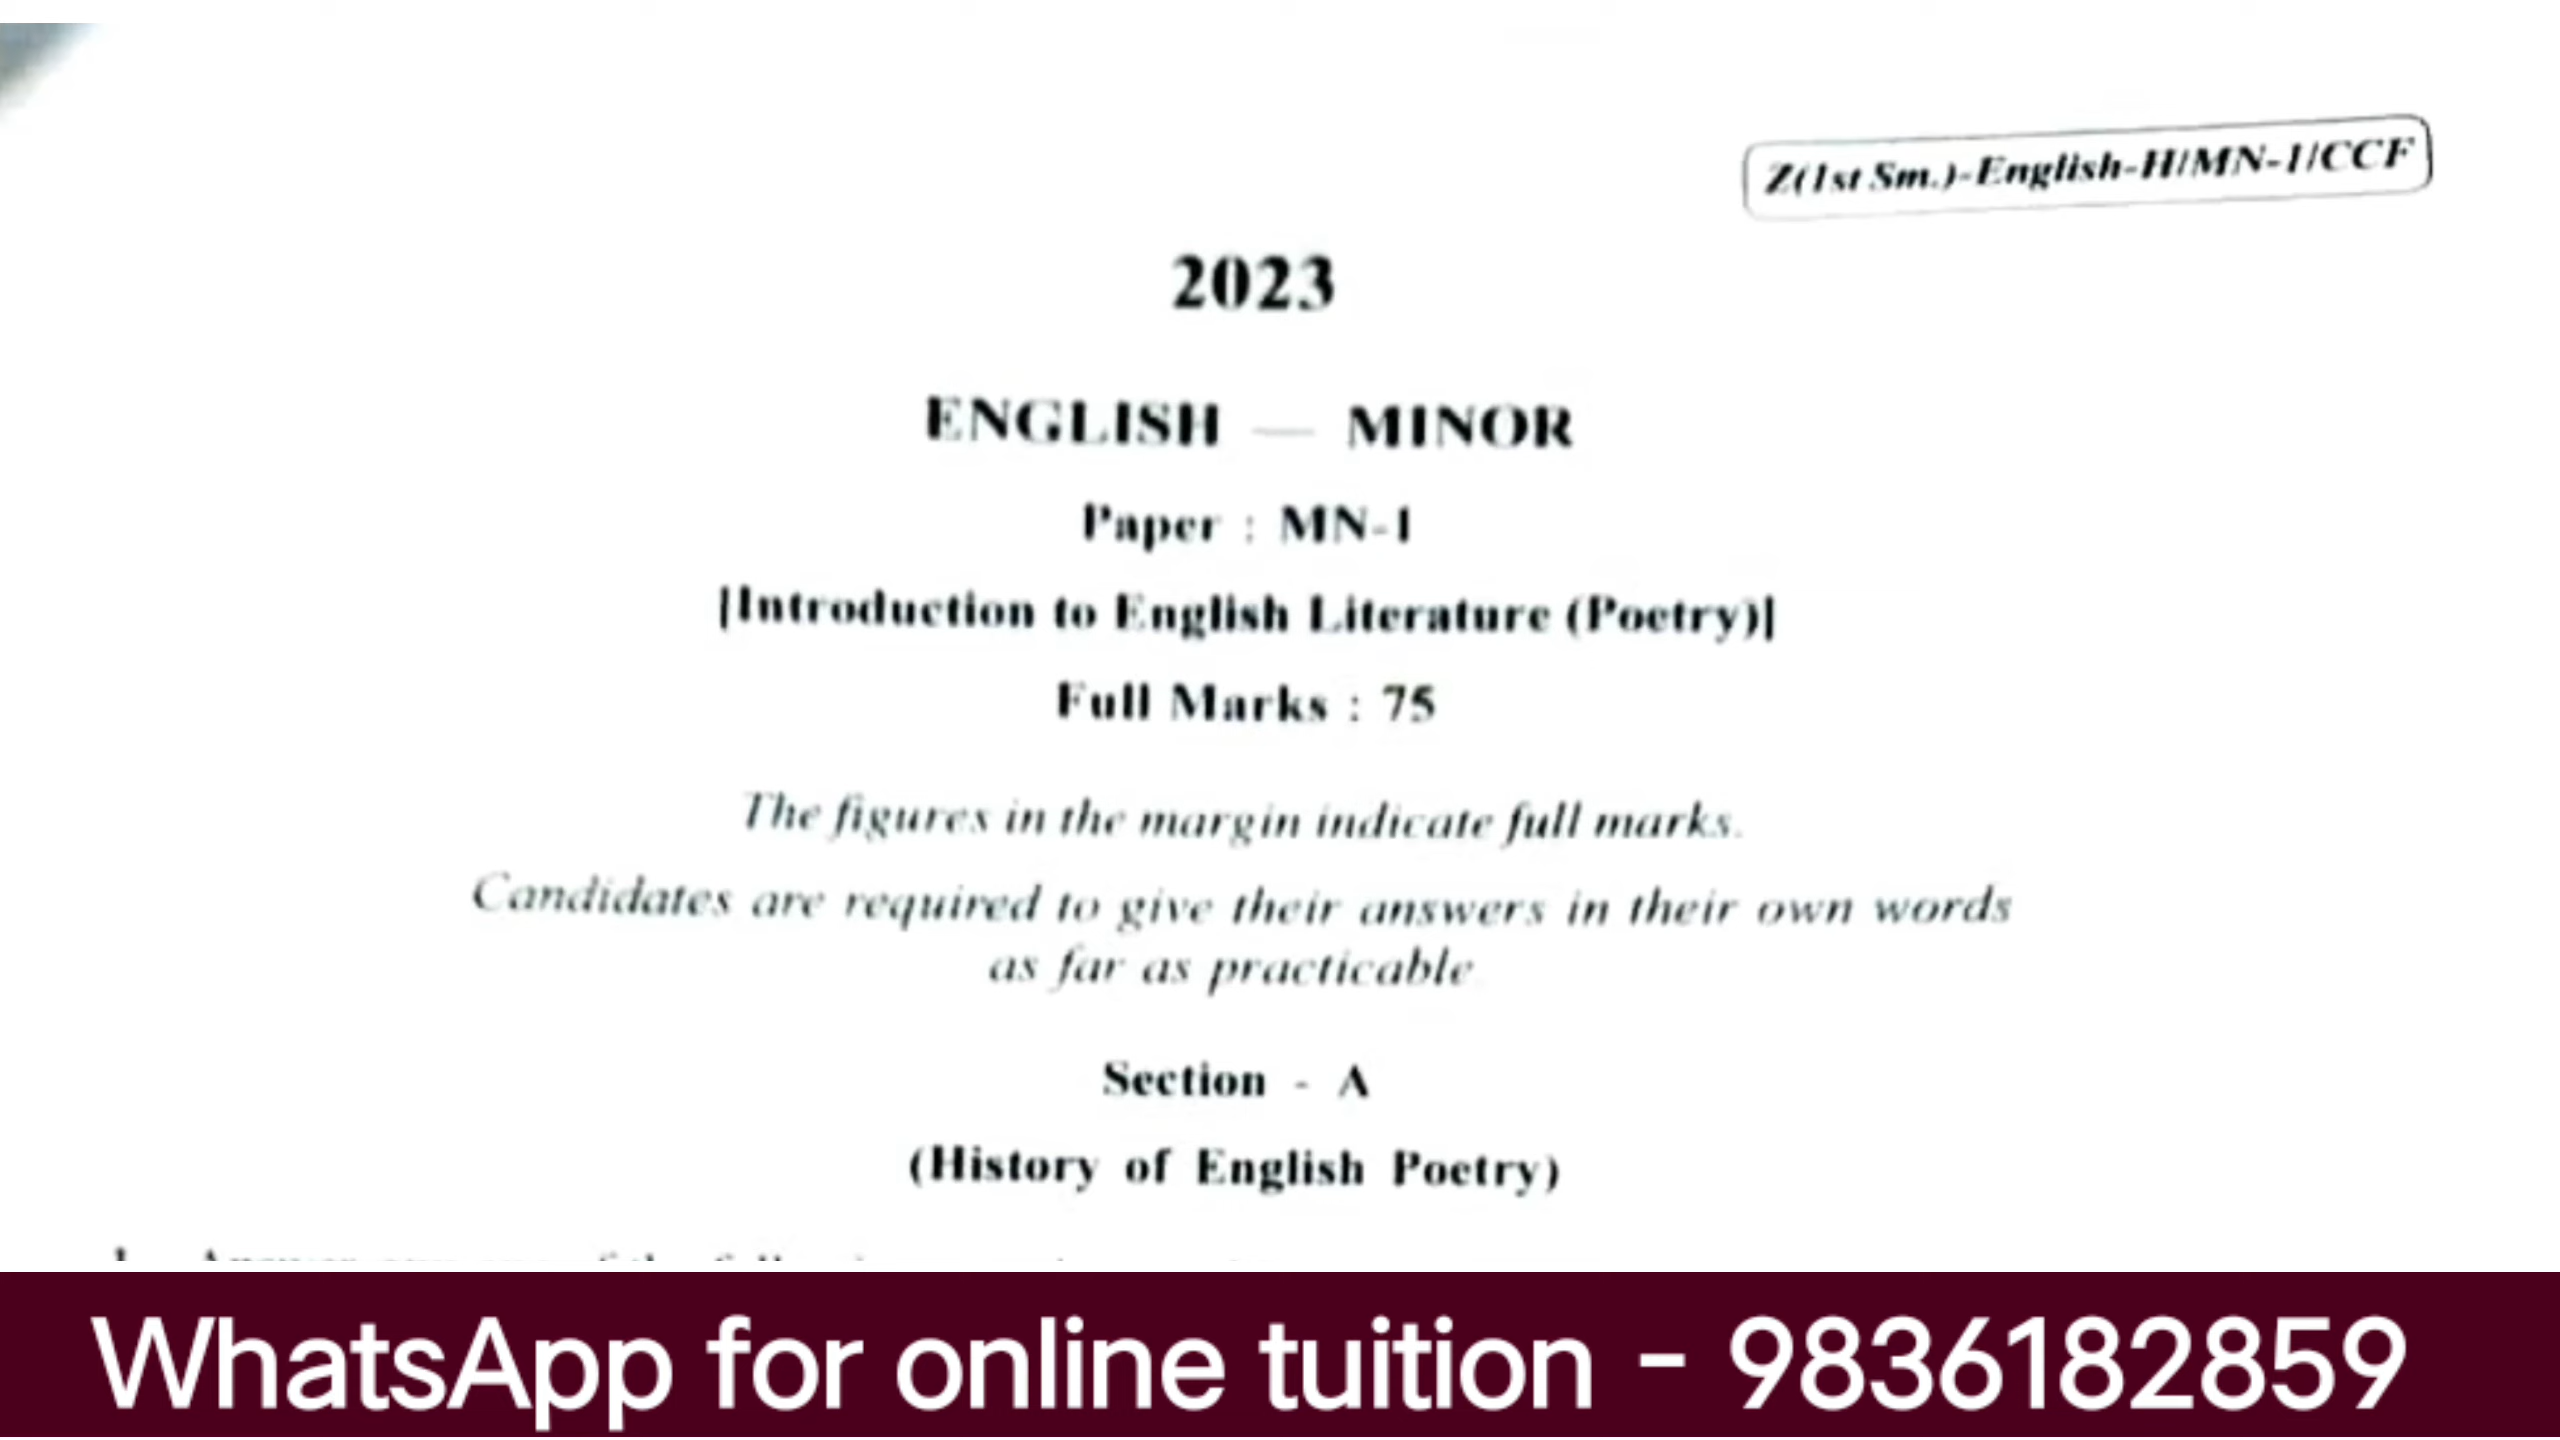 Z(1st Sm.)-English-H/MN-1/CCF
2023
ENGLISH — MINOR
Paper : MN-1
[Introduction to English Literature (Poetry)]
Full Marks : 75
The figures in the margin indicate full marks.
Candidates are required to give their answers in their own words
as far as practicable
Section - A
(History of English Poetry)
WhatsApp for online tuition - 9836182859